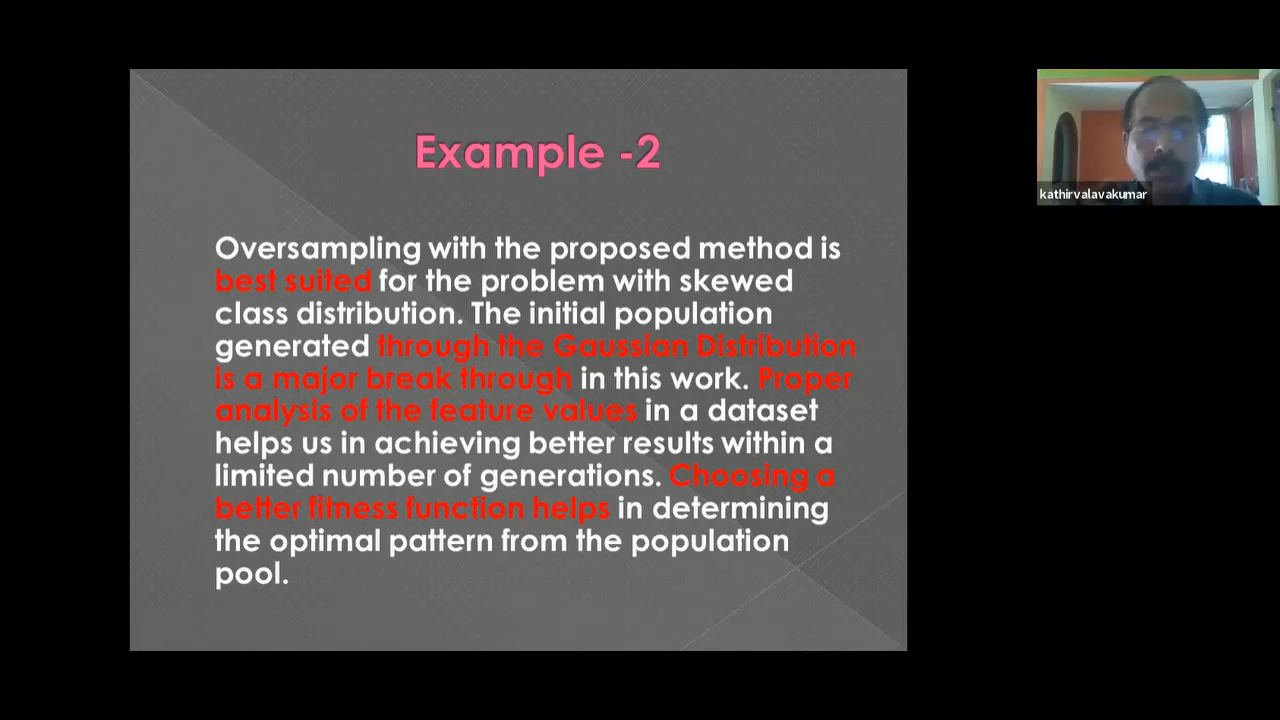 Example -2
Oversampling with the proposed method is
best suited for the problem with skewed
class distribution. The initial population
generated through the Gaussian Distribution
is a major break through in this work. Proper
analysis of the feature values in a dataset
helps us in achieving better results within a
limited number of generations. Choosing a
better fitness function helps in determining
the optimal pattern from the population
pool.
kathirvalavakumar